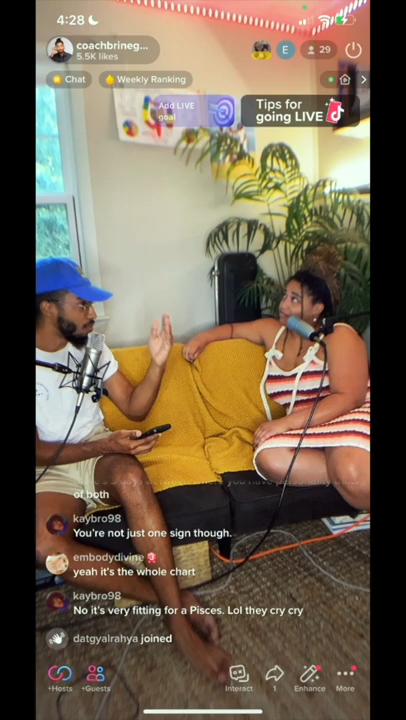 4:28
coachbrineg...
5.5K likes
E
29
Chat
Weekly Ranking
Add LIVE
goal
Tips for
going LIVE
of both
kaybro98
You're not just one sign though.
embodydivine
yeah it's the whole chart
kaybro98
No it's very fitting for a Pisces. Lol they cry cry
datgyalrahya joined
+Hosts
+Guests
Interact
1
Enhance
More